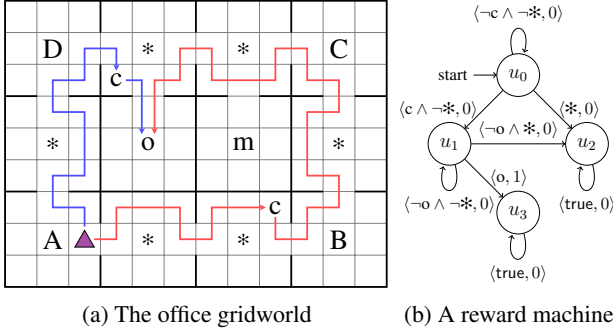 D * * C
c
* o m *
c
A * * B
(a) The office gridworld
⟨¬c ∧ ¬*, 0⟩
start u₀
⟨c ∧ ¬*, 0⟩ ⟨*, 0⟩
u₁ ⟨¬o ∧ *, 0⟩ u₂
⟨o, 1⟩
⟨¬o ∧ ¬*, 0⟩ u₃ ⟨true, 0⟩
⟨true, 0⟩
(b) A reward machine